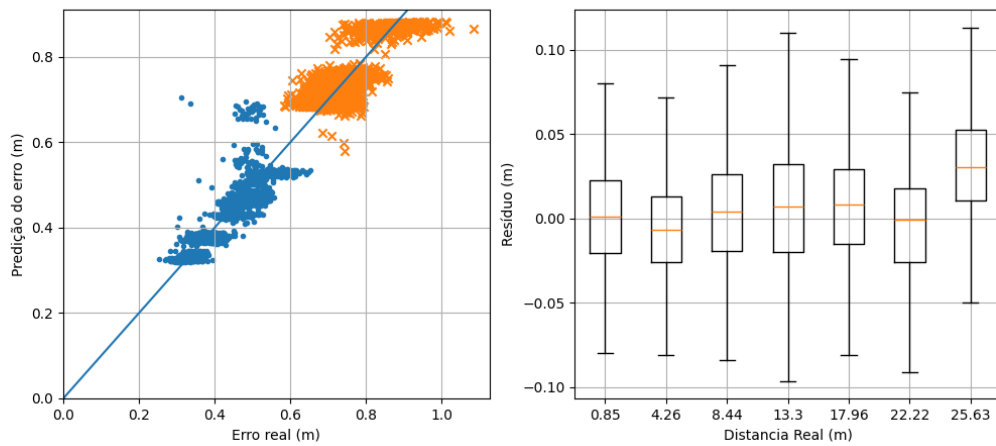 0.8
0.6
0.4
0.2
0.0
Predição do erro (m)
0.0 0.2 0.4 0.6 0.8 1.0
Erro real (m)
0.10
0.05
0.00
−0.05
−0.10
Resíduo (m)
0.85 4.26 8.44 13.3 17.96 22.22 25.63
Distancia Real (m)